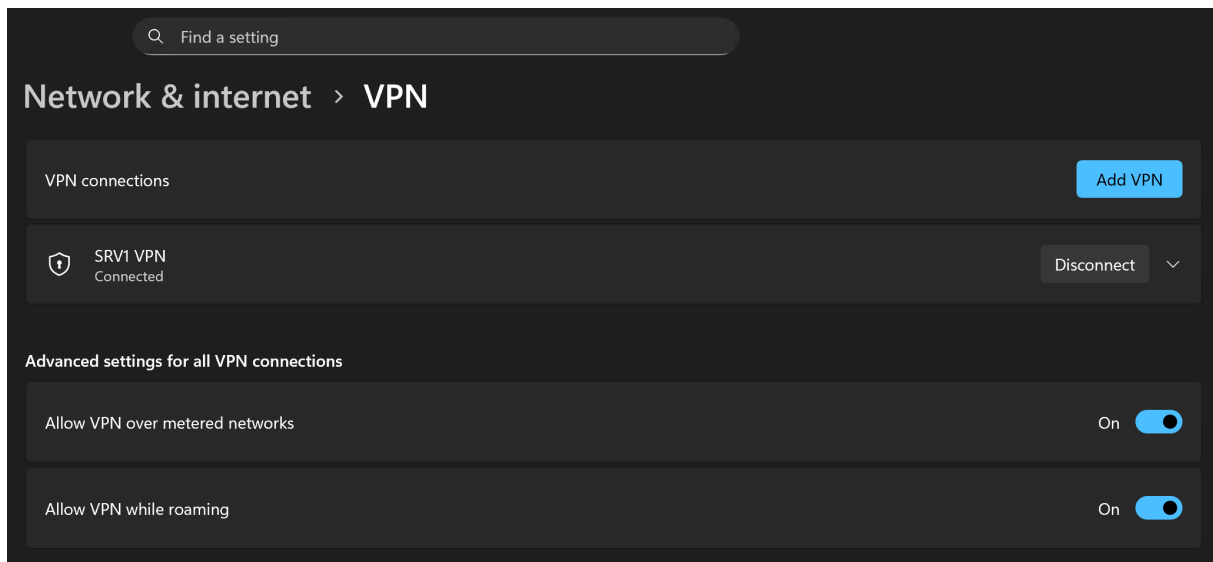 Find a setting
Network & internet > VPN
VPN connections
Add VPN
SRV1 VPN
Connected
Disconnect
Advanced settings for all VPN connections
Allow VPN over metered networks
On
Allow VPN while roaming
On